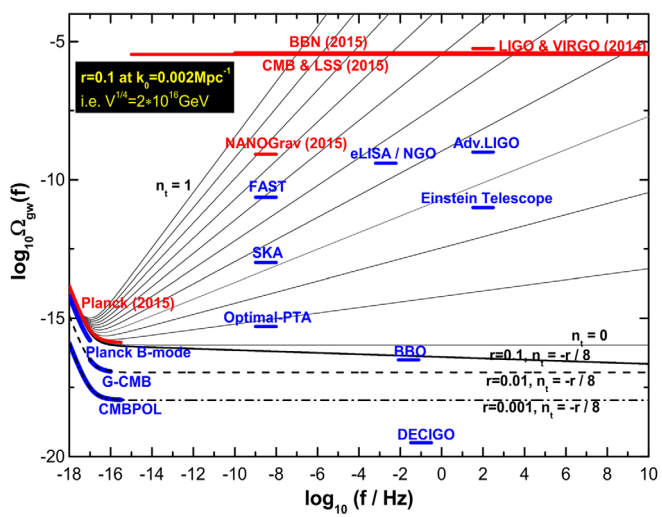 -5
BBN (2015)
LIGO & VIRGO (2014)
CMB & LSS (2015)
r=0.1 at k₀=0.002Mpc⁻¹
i.e. V¹ᐟ⁴=2*10¹⁶GeV
NANOGrav (2015)
eLISA / NGO
Adv.LIGO
nₜ = 1
-10
FAST
Einstein Telescope
log₁₀Ω_gw(f)
SKA
Planck (2015)
Optimal-PTA
-15
nₜ = 0
Planck B-mode
BBO
r=0.1, nₜ = -r / 8
G-CMB
r=0.01, nₜ = -r / 8
CMBPOL
r=0.001, nₜ = -r / 8
DECIGO
-20
-18 -16 -14 -12 -10 -8 -6 -4 -2 0 2 4 6 8 10
log₁₀ (f / Hz)